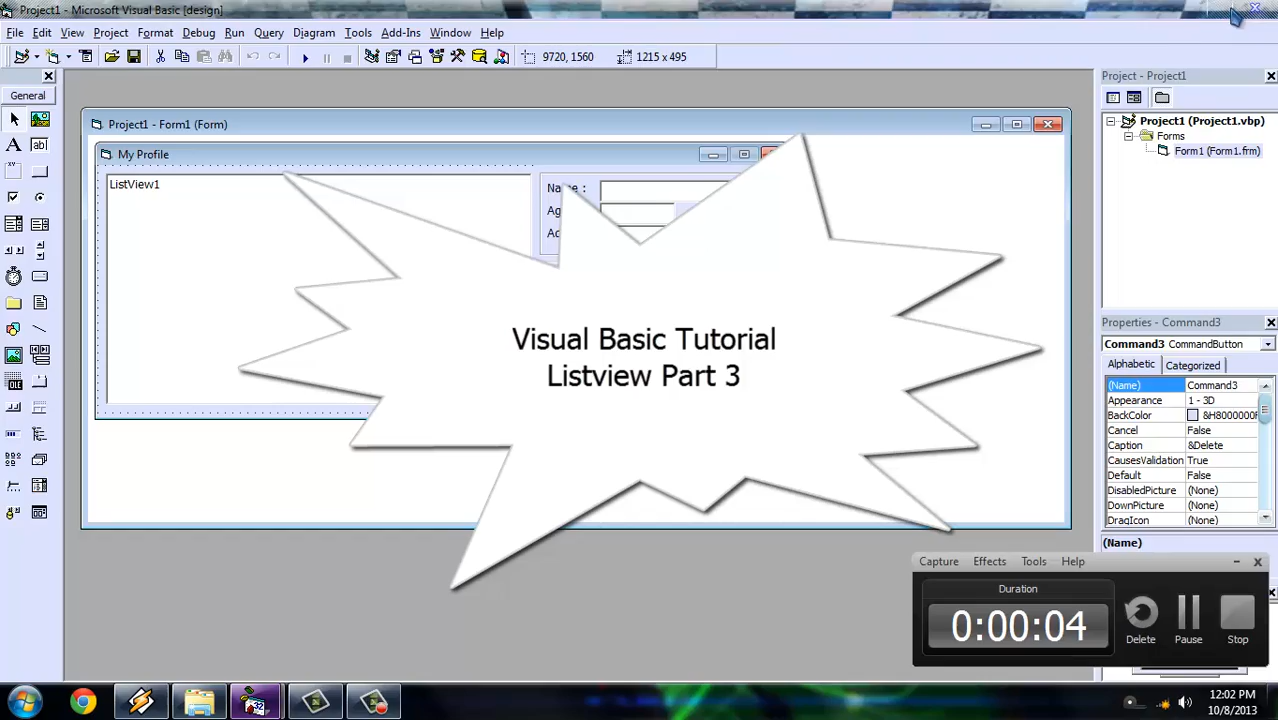 Project1 - Microsoft Visual Basic [design]
File Edit View Project Format Debug Run Query Diagram Tools Add-Ins Window Help
9720, 1560 1215 x 495
General
Project1 - Form1 (Form)
My Profile
ListView1
Name :
Visual Basic Tutorial
Listview Part 3
Project - Project1
Project1 (Project1.vbp)
Forms
Form1 (Form1.frm)
Properties - Command3
Command3 CommandButton
Alphabetic Categorized
(Name) Command3
Appearance 1 - 3D
BackColor &H8000000F
Cancel False
Caption &Delete
CausesValidation True
Default False
DisabledPicture (None)
DownPicture (None)
DragIcon (None)
(Name)
Capture Effects Tools Help
Duration
0:00:04
Delete Pause Stop
12:02 PM
10/8/2013